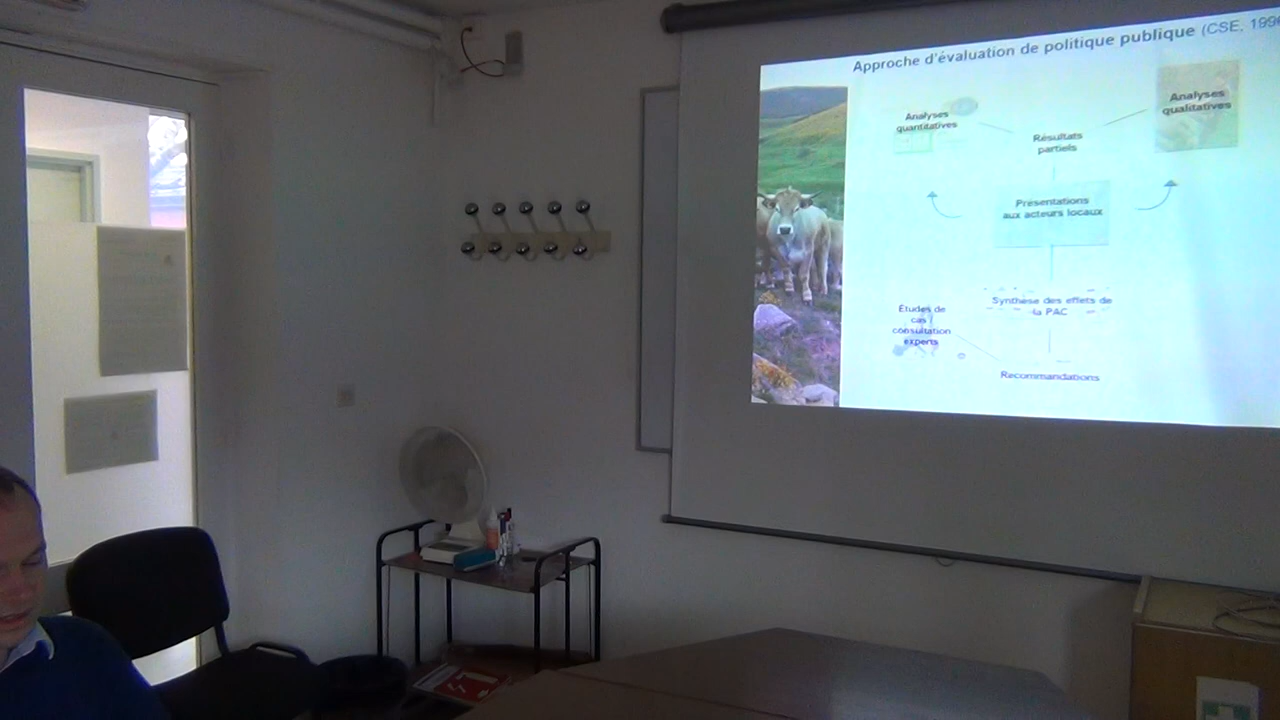 Approche d'évaluation de politique publique (CSE, 199
Analyses
quantitatives
Analyses
qualitatives
Résultats
partiels
Présentations
aux acteurs locaux
Synthèse des effets de
la PAC
Études de
cas /
consultation
experts
Recommandations